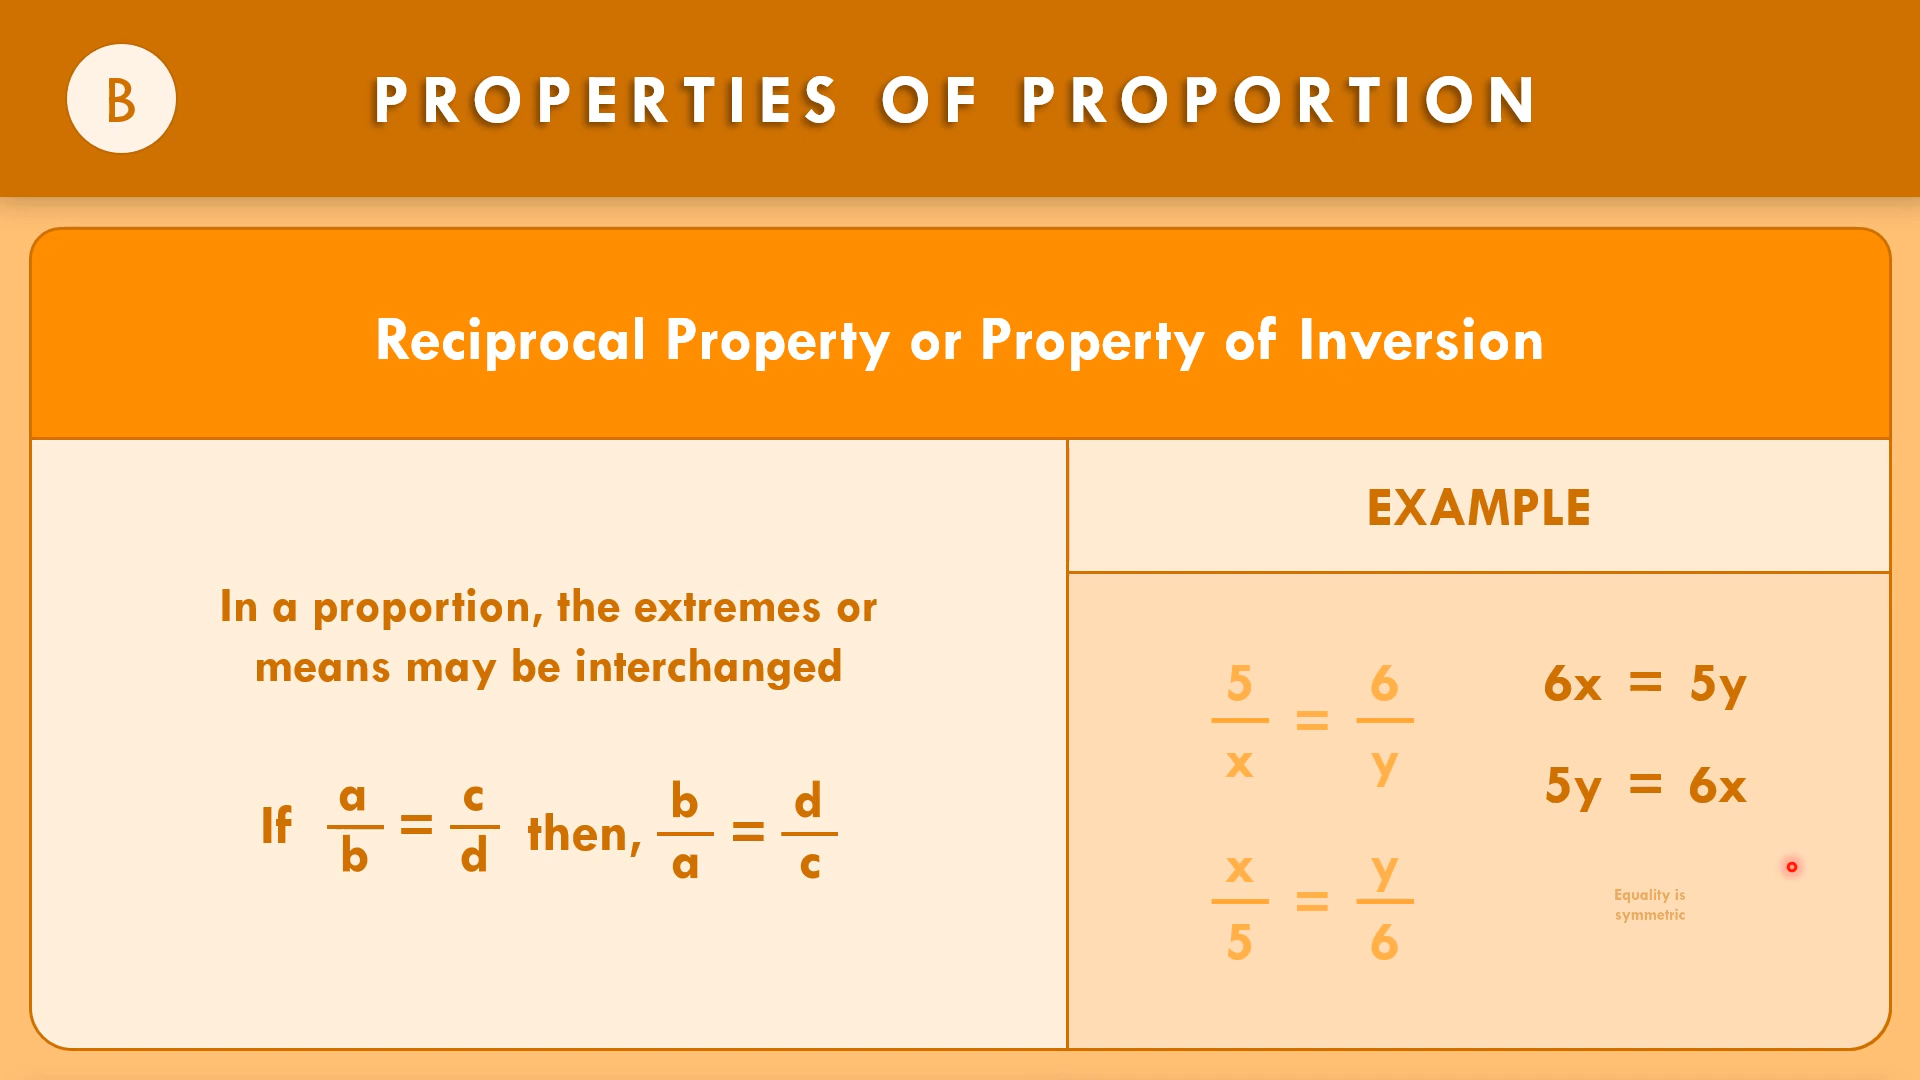 B
PROPERTIES OF PROPORTION
Reciprocal Property or Property of Inversion
In a proportion, the extremes or
means may be interchanged
If a/b = c/d then, b/a = d/c
EXAMPLE
5/x = 6/y
x/5 = y/6
6x = 5y
5y = 6x
Equality is
symmetric